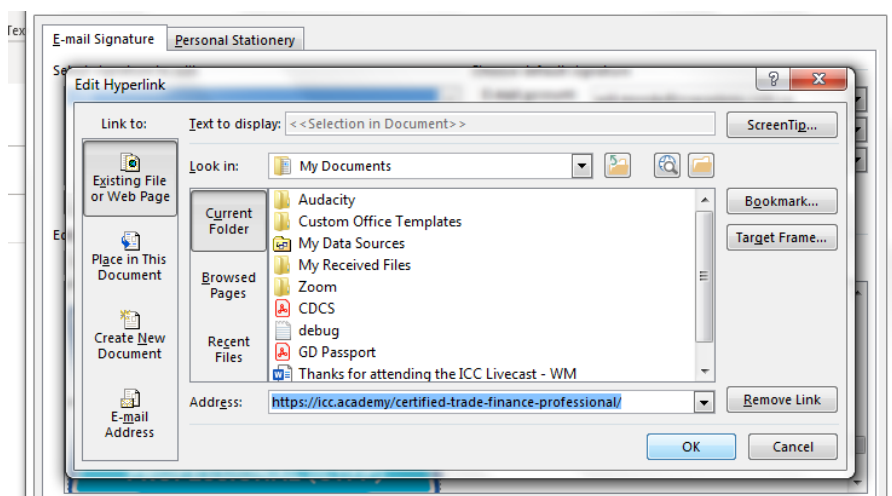 Tex
E-mail Signature Personal Stationery
Edit Hyperlink
Link to:
Text to display: <<Selection in Document>>
ScreenTip...
Existing File
or Web Page
Look in: My Documents
Current
Folder
Browsed
Pages
Recent
Files
Audacity
Custom Office Templates
My Data Sources
My Received Files
Zoom
CDCS
debug
GD Passport
Thanks for attending the ICC Livecast - WM
Bookmark...
Target Frame...
Place in This
Document
Create New
Document
E-mail
Address
Address: https://icc.academy/certified-trade-finance-professional/
Remove Link
OK Cancel